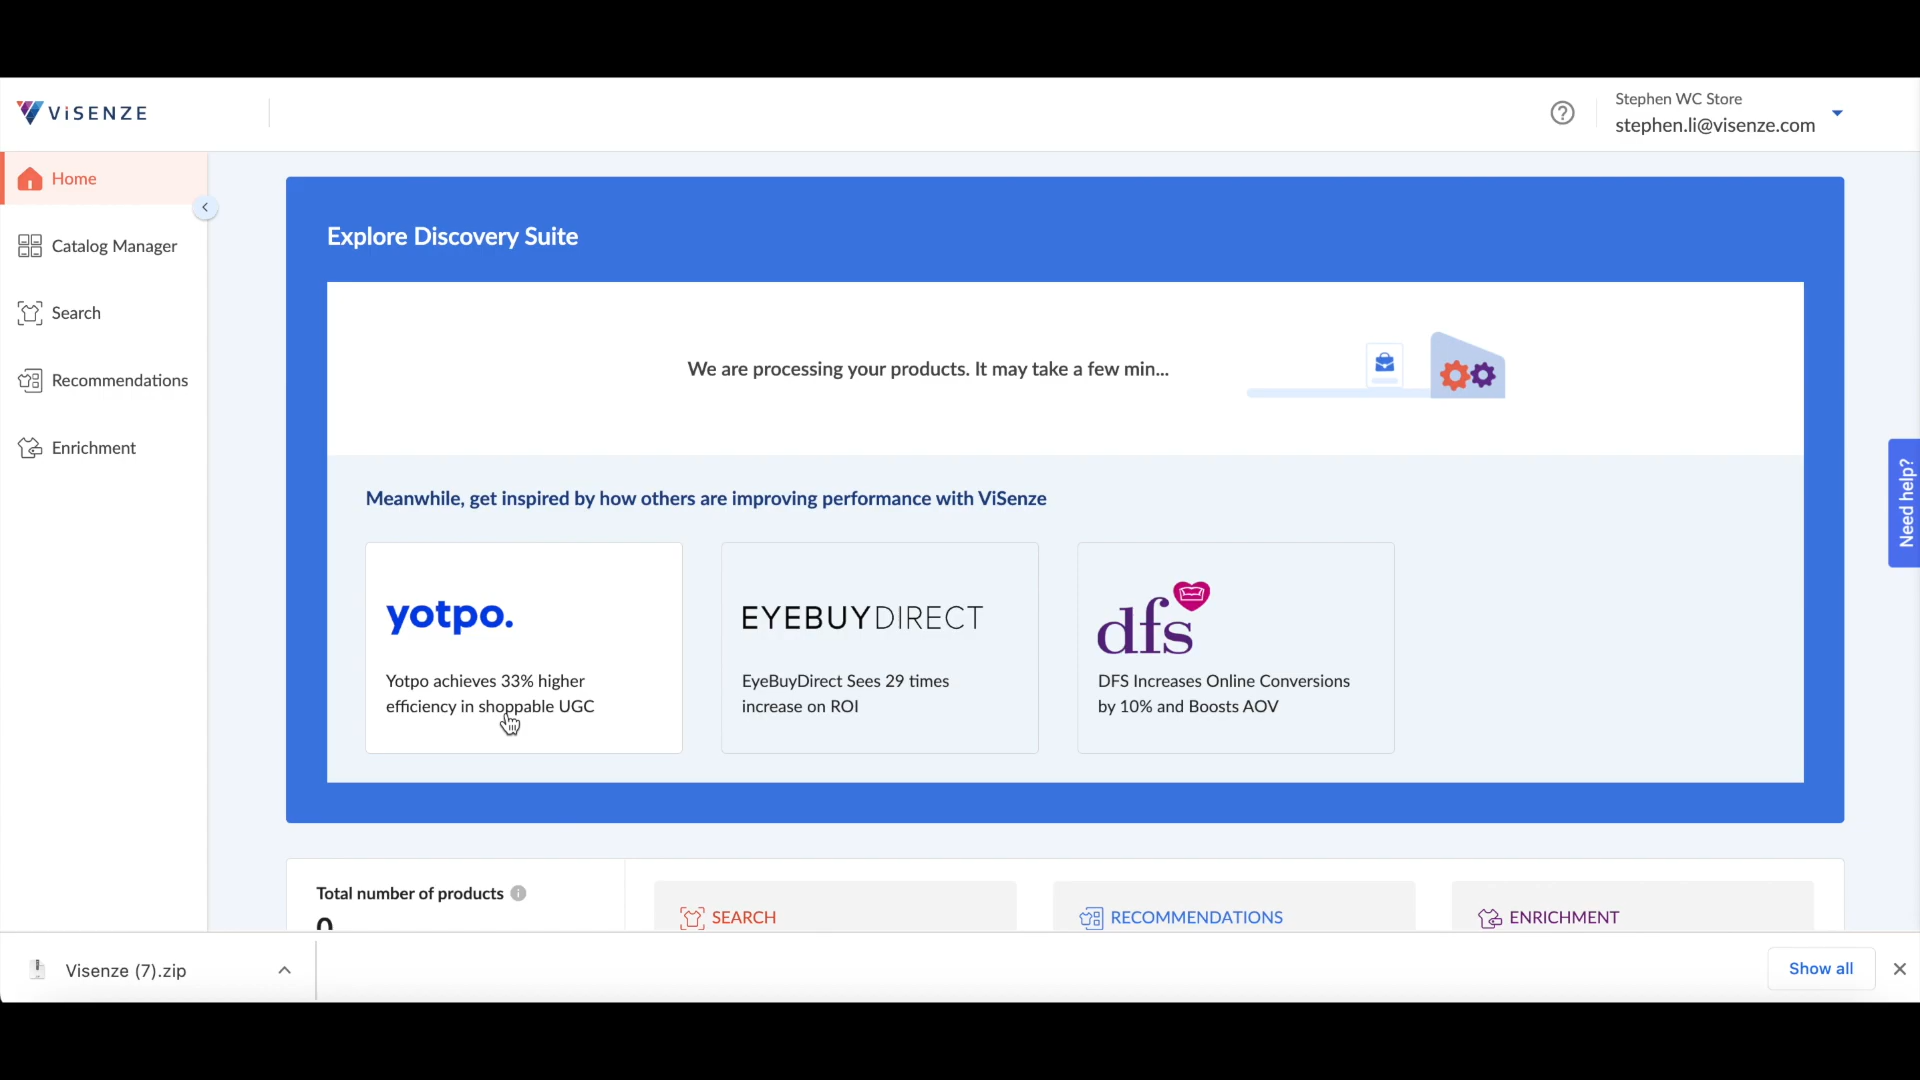 ViSENZE
Stephen WC Store
stephen.li@visenze.com
Home
Catalog Manager
Search
Recommendations
Enrichment
Explore Discovery Suite
We are processing your products. It may take a few min...
Meanwhile, get inspired by how others are improving performance with ViSenze
yotpo.
Yotpo achieves 33% higher
efficiency in shoppable UGC
EYEBUYDIRECT
EyeBuyDirect Sees 29 times
increase on ROI
dfs
DFS Increases Online Conversions
by 10% and Boosts AOV
Need help?
Total number of products
0
SEARCH
RECOMMENDATIONS
ENRICHMENT
Visenze (7).zip
Show all